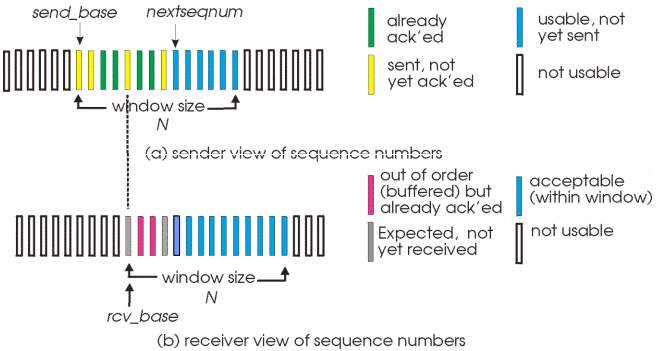 send_base nextseqnum
already
ack'ed
usable, not
yet sent
sent, not
yet ack'ed
not usable
window size
N
(a) sender view of sequence numbers
out of order
(buffered) but
already ack'ed
acceptable
(within window)
Expected, not
yet received
not usable
window size
N
rcv_base
(b) receiver view of sequence numbers